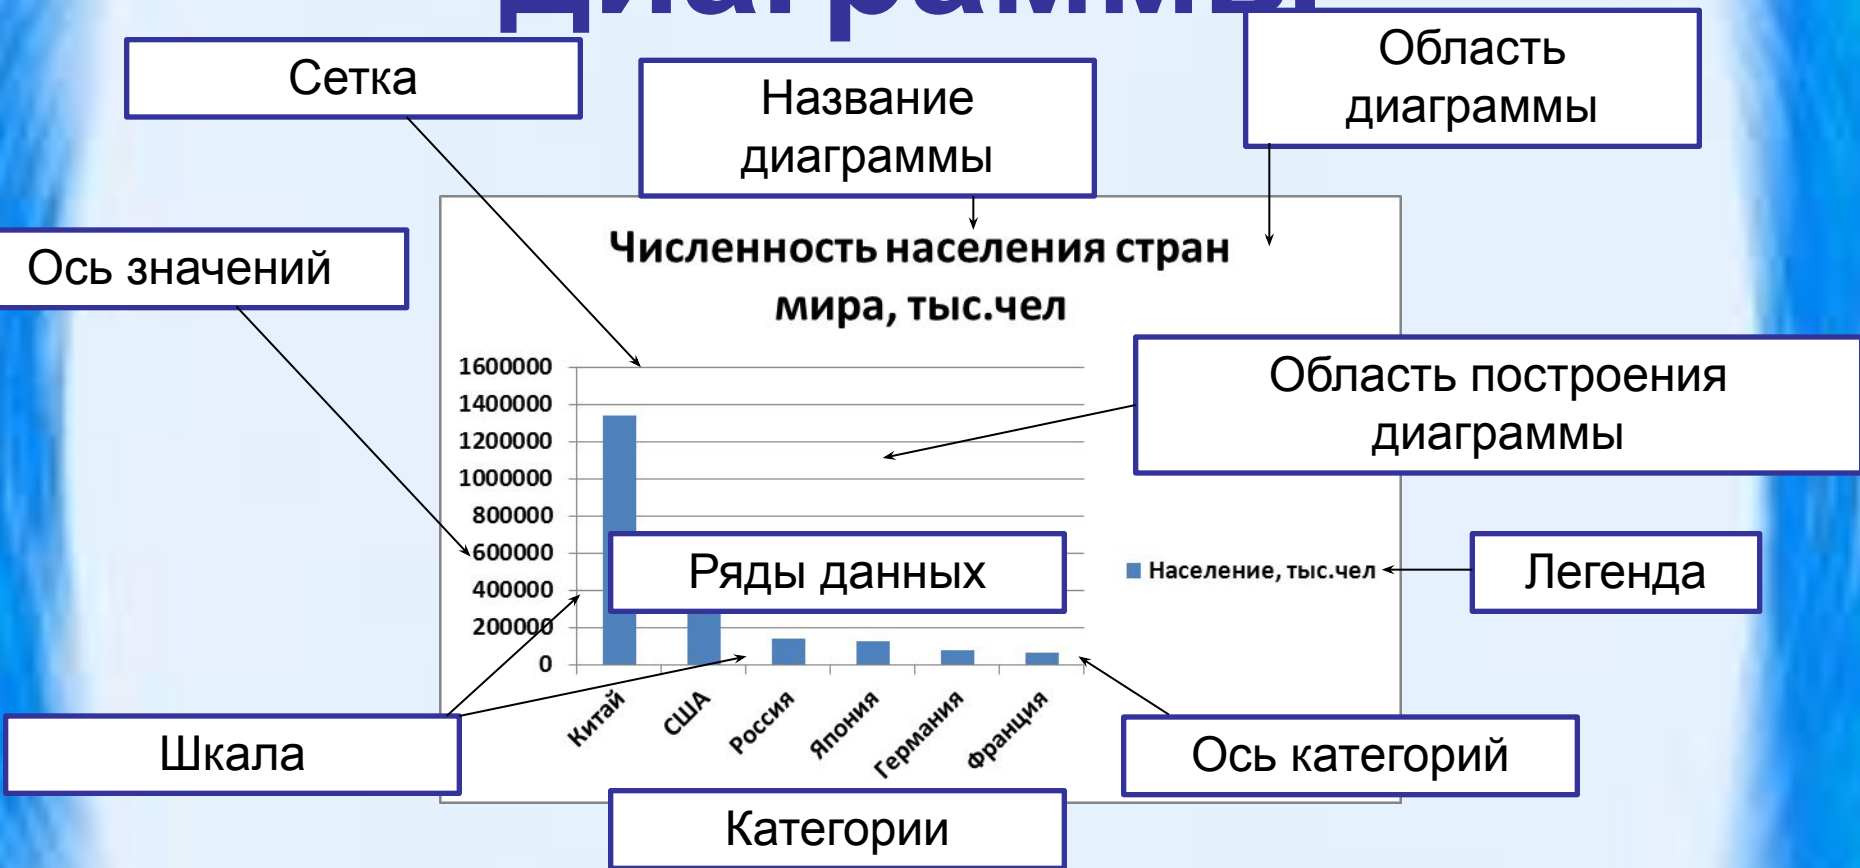 диаграммы
Сетка
Название
диаграммы
Область
диаграммы
Ось значений
Численность населения стран
мира, тыс.чел
Область построения
диаграммы
1600000
1400000
1200000
1000000
800000
600000
400000
200000
0
Ряды данных
Население, тыс.чел
Легенда
Китай
США
Россия
Япония
Германия
Франция
Шкала
Ось категорий
Категории